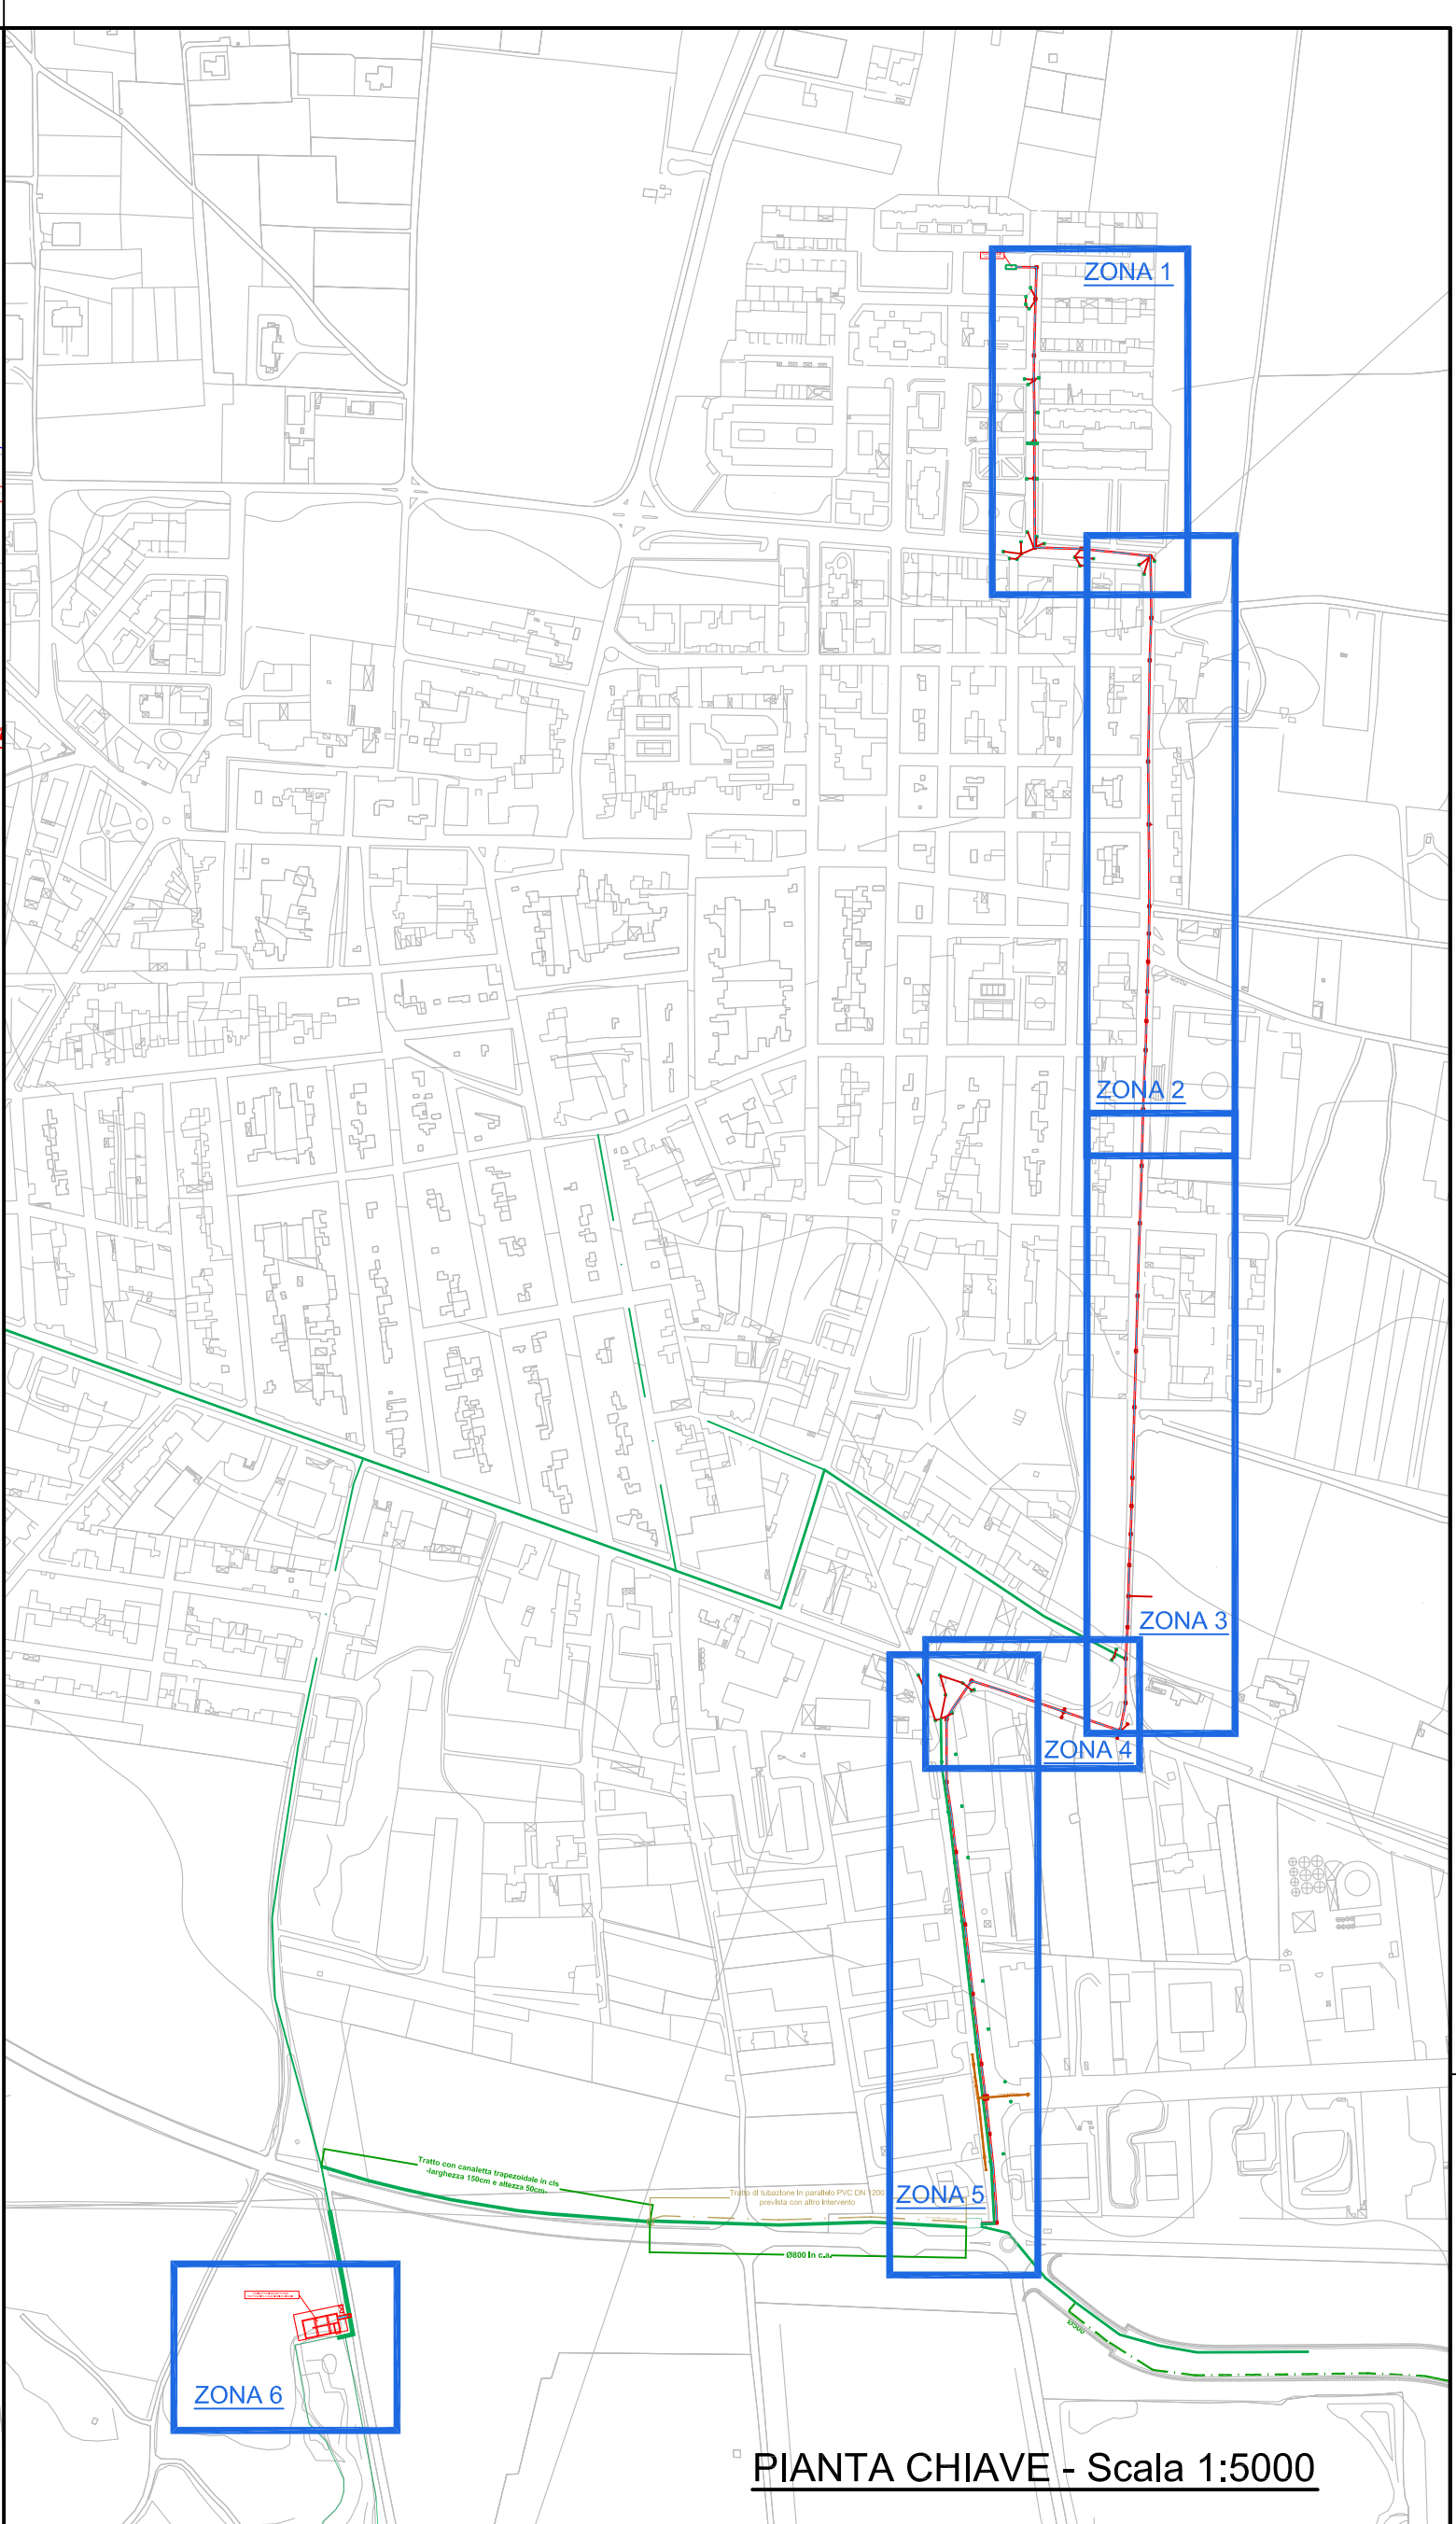 ZONA 1
ZONA 2
ZONA 3
ZONA 4
Tratto con canaletta trapezoidale in cls
-larghezza 150cm e altezza 50cm-
Tratto di tubazione in parallelo PVC DN 1200
prevista con altro intervento
ZONA 5
Ø800 in c.a.
Ø500
ZONA 6
PIANTA CHIAVE - Scala 1:5000